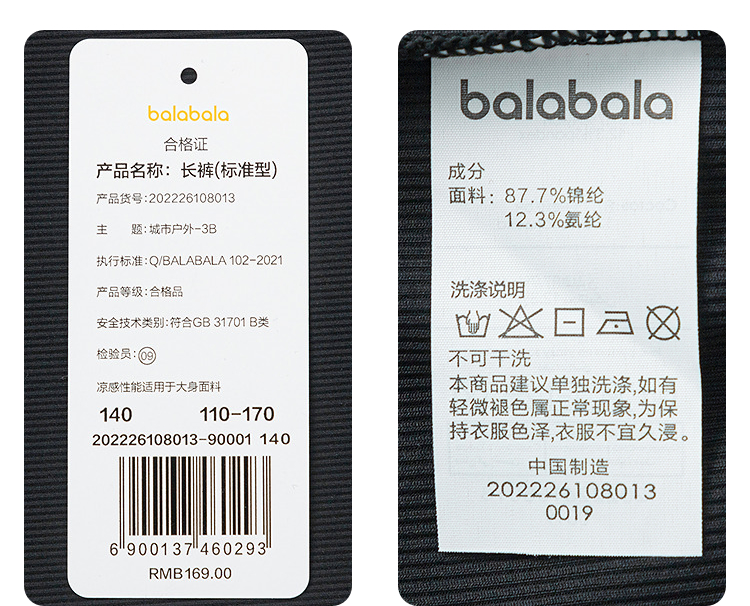 balabala
合格证
产品名称：长裤(标准型)
产品货号:202226108013
主 题:城市户外-3B
执行标准:Q/BALABALA 102-2021
产品等级:合格品
安全技术类别:符合GB 31701 B类
检验员:09
凉感性能适用于大身面料
140 110-170
202226108013-90001 140
6 900137 460293
RMB169.00
balabala
成分
面料: 87.7%锦纶
12.3%氨纶
洗涤说明
不可干洗
本商品建议单独洗涤,如有
轻微褪色属正常现象,为保
持衣服色泽,衣服不宜久浸。
中国制造
202226108013
0019